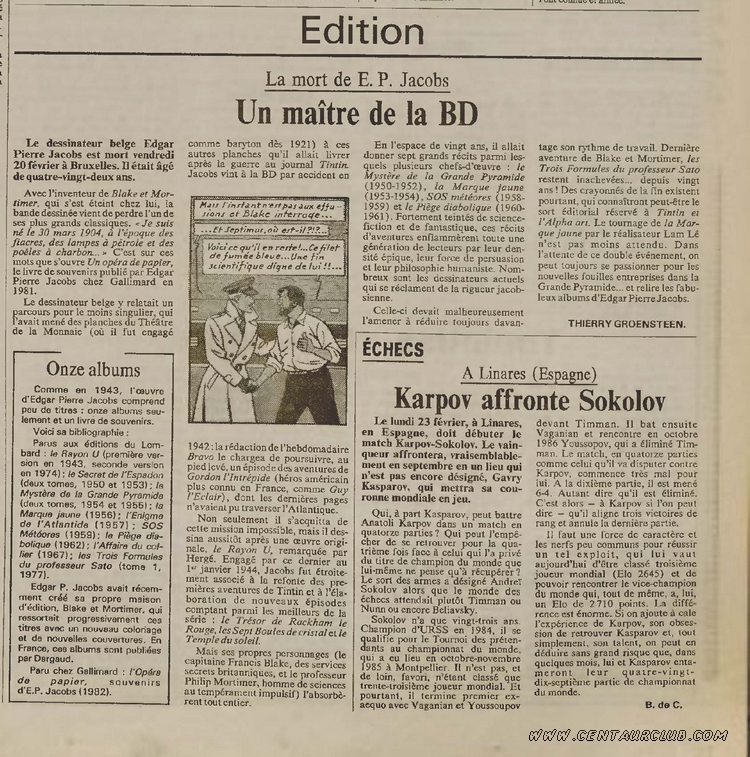 Edition
La mort de E. P. Jacobs
Un maître de la BD
Le dessinateur belge Edgar
Pierre Jacobs est mort vendredi
20 février à Bruxelles. Il était âgé
de quatre-vingt-deux ans.
Avec l'inventeur de Blake et Mor-
timer, qui s'est éteint chez lui, la
bande dessinée vient de perdre l'un de
ses plus grands classiques. « Je suis
né le 30 mars 1904, à l'époque des
fiacres, des lampes à pétrole et des
poêles à charbon... » C'est sur ces
mots que s'ouvre Un opéra de papier,
le livre de souvenirs publié par Edgar
Pierre Jacobs chez Gallimard en
1981.
Le dessinateur belge y relatait un
parcours pour le moins singulier, qui
l'avait mené des planches du Théâtre
de la Monnaie (où il fut engagé
comme baryton dès 1921) à ces
autres planches qu'il allait livrer
après la guerre au journal Tintin.
Jacobs vint à la BD par accident en
Mais l'instant n'est pas aux effu-
sions et Blake interroge...
...Et Septimus, où est-il?!?...
Voici ce qu'il en reste!...Ce filet
de fumée bleue...Une fin
scientifique digne de lui!!...
1942 : la rédaction de l'hebdomadaire
Bravo le chargea de poursuivre, au
pied levé, un épisode des aventures de
Gordon l'Intrépide (héros américain
plus connu en France, comme Guy
l'Eclair), dont les dernières pages
n'avaient pu traverser l'Atlantique.
Non seulement il s'acquitta de
cette mission impossible, mais il des-
sina aussitôt après une œuvre origi-
nale, le Rayon U, remarquée par
Hergé. Engagé par ce dernier au
1er janvier 1944, Jacobs fut étroite-
ment associé à la refonte des pre-
mières aventures de Tintin et à l'éla-
boration de nouveaux épisodes
comptant parmi les meilleurs de la
série : le Trésor de Rackham le
Rouge, les Sept Boules de cristal et le
Temple du soleil.
Mais ses propres personnages (le
capitaine Francis Blake, des services
secrets britanniques, et le professeur
Philip Mortimer, homme de sciences
au tempérament impulsif) l'absorbè-
rent tout entier.
En l'espace de vingt ans, il allait
donner sept grands récits parmi les-
quels plusieurs chefs-d'œuvre : le
Mystère de la Grande Pyramide
(1950-1952), la Marque jaune
(1953-1954), SOS météores (1958-
1959) et le Piège diabolique (1960-
1961). Fortement teintés de science-
fiction et de fantastique, ces récits
d'aventures enflammèrent toute une
génération de lecteurs par leur den-
sité épique, leur force de persuasion
et leur philosophie humaniste. Nom-
breux sont les dessinateurs actuels
qui se réclament de la rigueur jacob-
sienne.
Celle-ci devait malheureusement
l'amener à réduire toujours davan-
tage son rythme de travail. Dernière
aventure de Blake et Mortimer, les
Trois Formules du professeur Sato
restent inachevées... depuis vingt
ans ! Des crayonnés de la fin existent
pourtant, qui connaîtront peut-être le
sort éditorial réservé à Tintin et
l'Alpha art. Le tournage de la Mar-
que jaune par le réalisateur Lam Lé
n'est pas moins attendu. Dans
l'attente de ce double événement, on
peut toujours se passionner pour les
nouvelles fouilles entreprises dans la
Grande Pyramide... et relire les fabu-
leux albums d'Edgar Pierre Jacobs.
THIERRY GROENSTEEN.
Onze albums
Comme en 1943, l'œuvre
d'Edgar Pierre Jacobs comprend
peu de titres : onze albums seu-
lement et un livre de souvenirs.
Voici sa bibliographie :
Parus aux éditions du Lom-
bard : le Rayon U (première ver-
sion en 1943, seconde version
en 1974) ; le Secret de l'Espadon
(deux tomes, 1950 et 1953) ; le
Mystère de la Grande Pyramide
(deux tomes, 1954 et 1955) ; la
Marque jaune (1956) ; l'Enigme
de l'Atlantide (1957) ; SOS
Météores (1959) ; le Piège dia-
bolique (1962) ; l'Affaire du col-
lier (1967) ; les Trois Formules
du professeur Sato (tome 1,
1977).
Edgar P. Jacobs avait récem-
ment créé sa propre maison
d'édition, Blake et Mortimer, qui
ressortait progressivement ces
titres avec un nouveau coloriage
et de nouvelles couvertures. En
France, ces albums sont publiées
par Dargaud.
Paru chez Gallimard : l'Opéra
de papier, souvenirs
d'E.P. Jacobs (1982).
ÉCHECS
A Linares (Espagne)
Karpov affronte Sokolov
Le lundi 23 février, à Linares,
en Espagne, doit débuter le
match Karpov-Sokolov. Le vain-
queur affrontera, vraisemblable-
ment en septembre en un lieu qui
n'est pas encore désigné, Garry
Kasparov, qui mettra sa cou-
ronne mondiale en jeu.
Qui, à part Kasparov, peut battre
Anatoli Karpov dans un match en
quatorze parties ? Qui peut l'empê-
cher de se retrouver pour la qua-
trième fois face à celui qui l'a privé
du titre de champion du monde que
lui-même ne pense qu'à récupérer ?
Le sort des armes a désigné Andreï
Sokolov alors que le monde des
échecs attendait plutôt Timman ou
Nunn ou encore Beliavsky.
Sokolov n'a que vingt-trois ans.
Champion d'URSS en 1984, il se
qualifie pour le Tournoi des préten-
dants au championnat du monde,
qui a eu lieu en octobre-novembre
1985 à Montpellier. Il n'est pas, et
de loin, favori, n'étant classé que
trente-troisième joueur mondial. Et
pourtant, il termine premier ex-
aequo avec Vaganian et Youssoupov
devant Timman. Il bat ensuite
Vaganian et rencontre en octobre
1986 Youssopov, qui a éliminé Tim-
man. Le match, en quatorze parties
comme celui qu'il va disputer contre
Karpov, commence très mal pour
lui. A la dixième partie, il est mené
6-4. Autant dire qu'il est éliminé.
C'est alors – à Karpov si l'on peut
dire – qu'il aligne trois victoires de
rang et annule la dernière partie.
Il faut une force de caractère et
les nerfs peu communs pour réussir
un tel exploit, qui lui vaut
aujourd'hui d'être classé troisième
joueur mondial (Elo 2645) et de
pouvoir rencontrer le vice-champion
du monde qui, tout de même, a, lui,
un Elo de 2710 points. La diffé-
rence est énorme. Si on ajoute à cela
l'expérience de Karpov, son obses-
sion de retrouver Kasparov et, tout
simplement, son talent, on peut en
déduire sans grand risque que, dans
quelques mois, lui et Kasparov enta-
meront leur quatre-vingt-
dix-septième partie de championnat
du monde.
B. de C.
WWW.CENTAURCLUB.COM